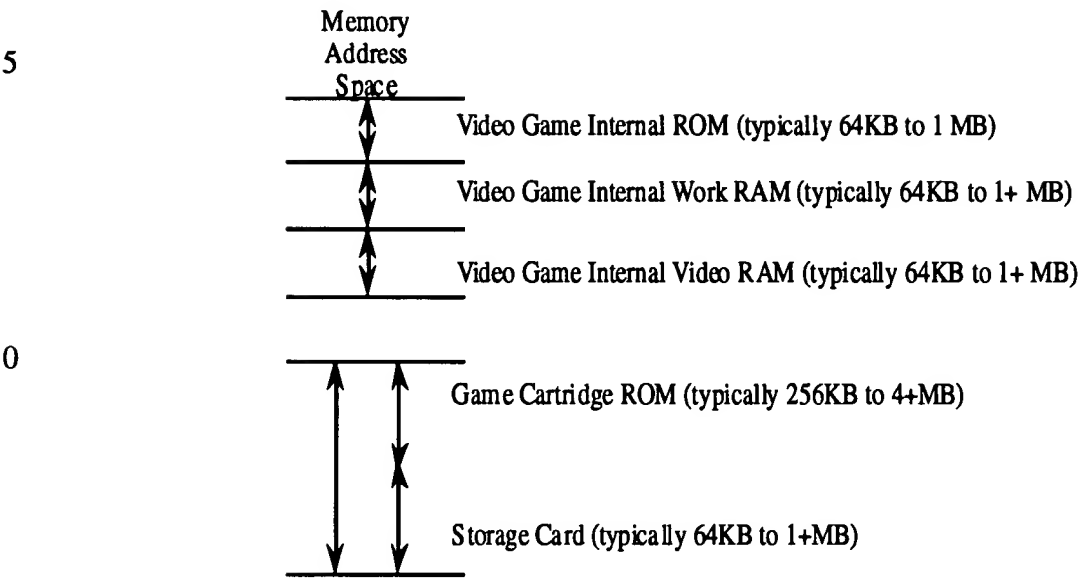 Memory
Address
Space
5
Video Game Internal ROM (typically 64KB to 1 MB)
Video Game Internal Work RAM (typically 64KB to 1+ MB)
Video Game Internal Video RAM (typically 64KB to 1+ MB)
0
Game Cartridge ROM (typically 256KB to 4+MB)
Storage Card (typically 64KB to 1+MB)